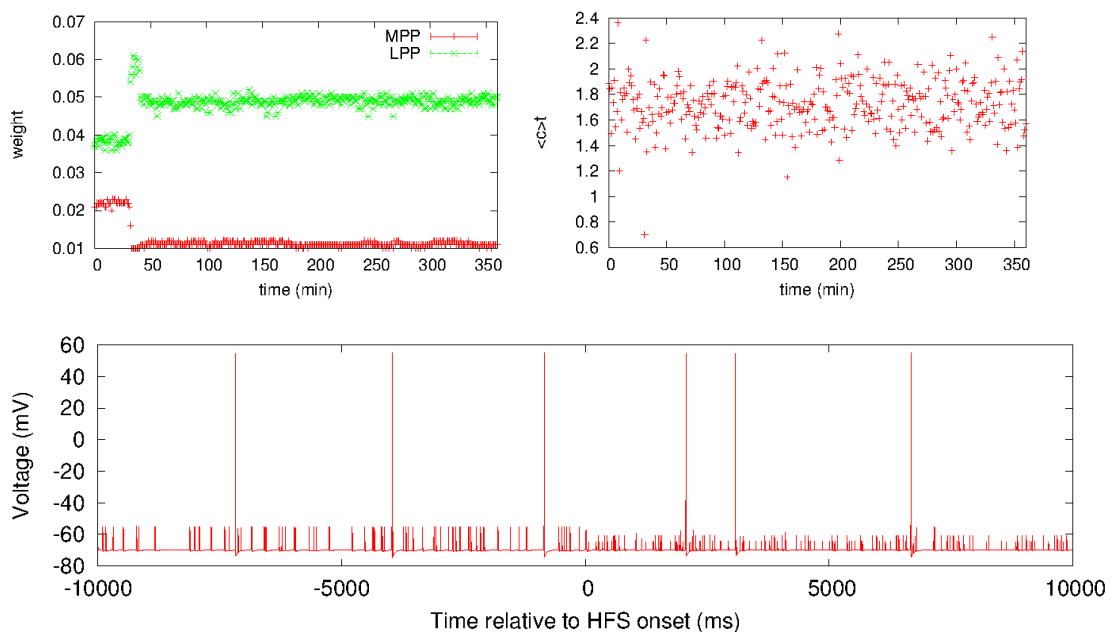 0.07
0.06
0.05
0.04
0.03
0.02
0.01
weight
MPP
LPP
0 50 100 150 200 250 300 350
time (min)
2.4
2.2
2
1.8
1.6
1.4
1.2
1
0.8
0.6
<c>t
0 50 100 150 200 250 300 350
time (min)
60
40
20
0
-20
-40
-60
-80
Voltage (mV)
-10000 -5000 0 5000 10000
Time relative to HFS onset (ms)